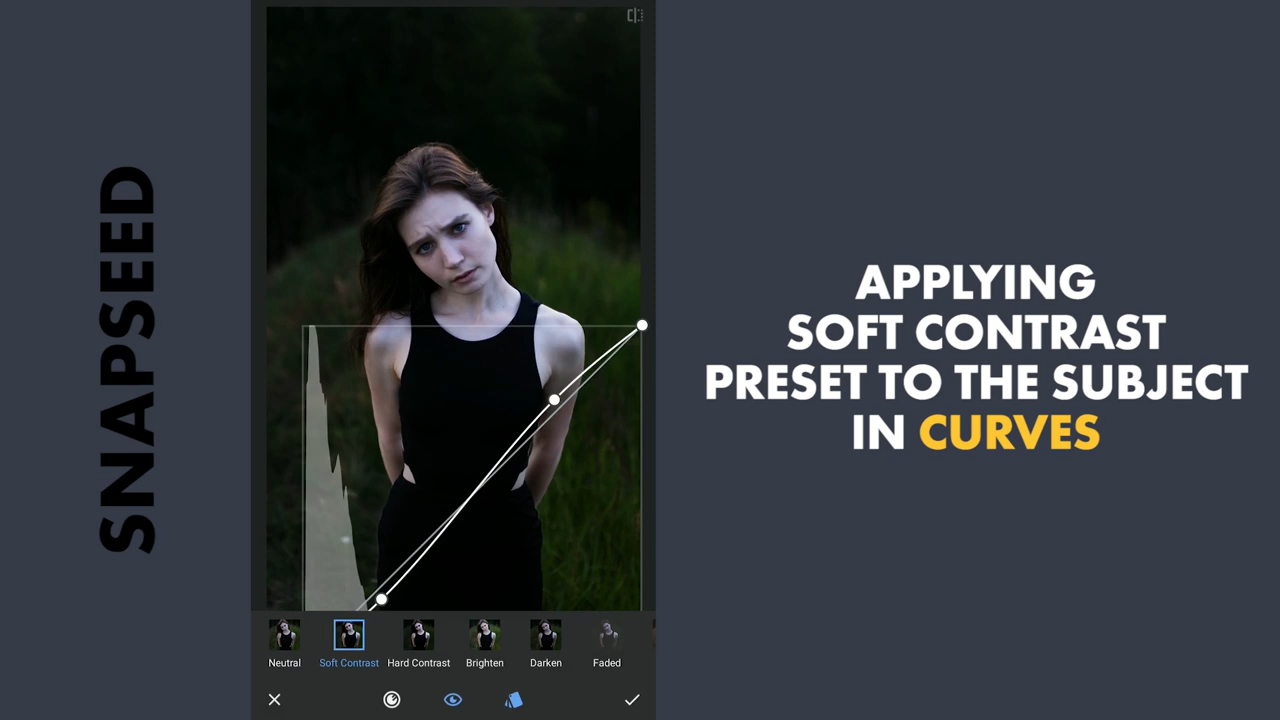 SNAPSEED
Neutral
Soft Contrast
Hard Contrast
Brighten
Darken
Faded
APPLYING
SOFT CONTRAST
PRESET TO THE SUBJECT
IN CURVES